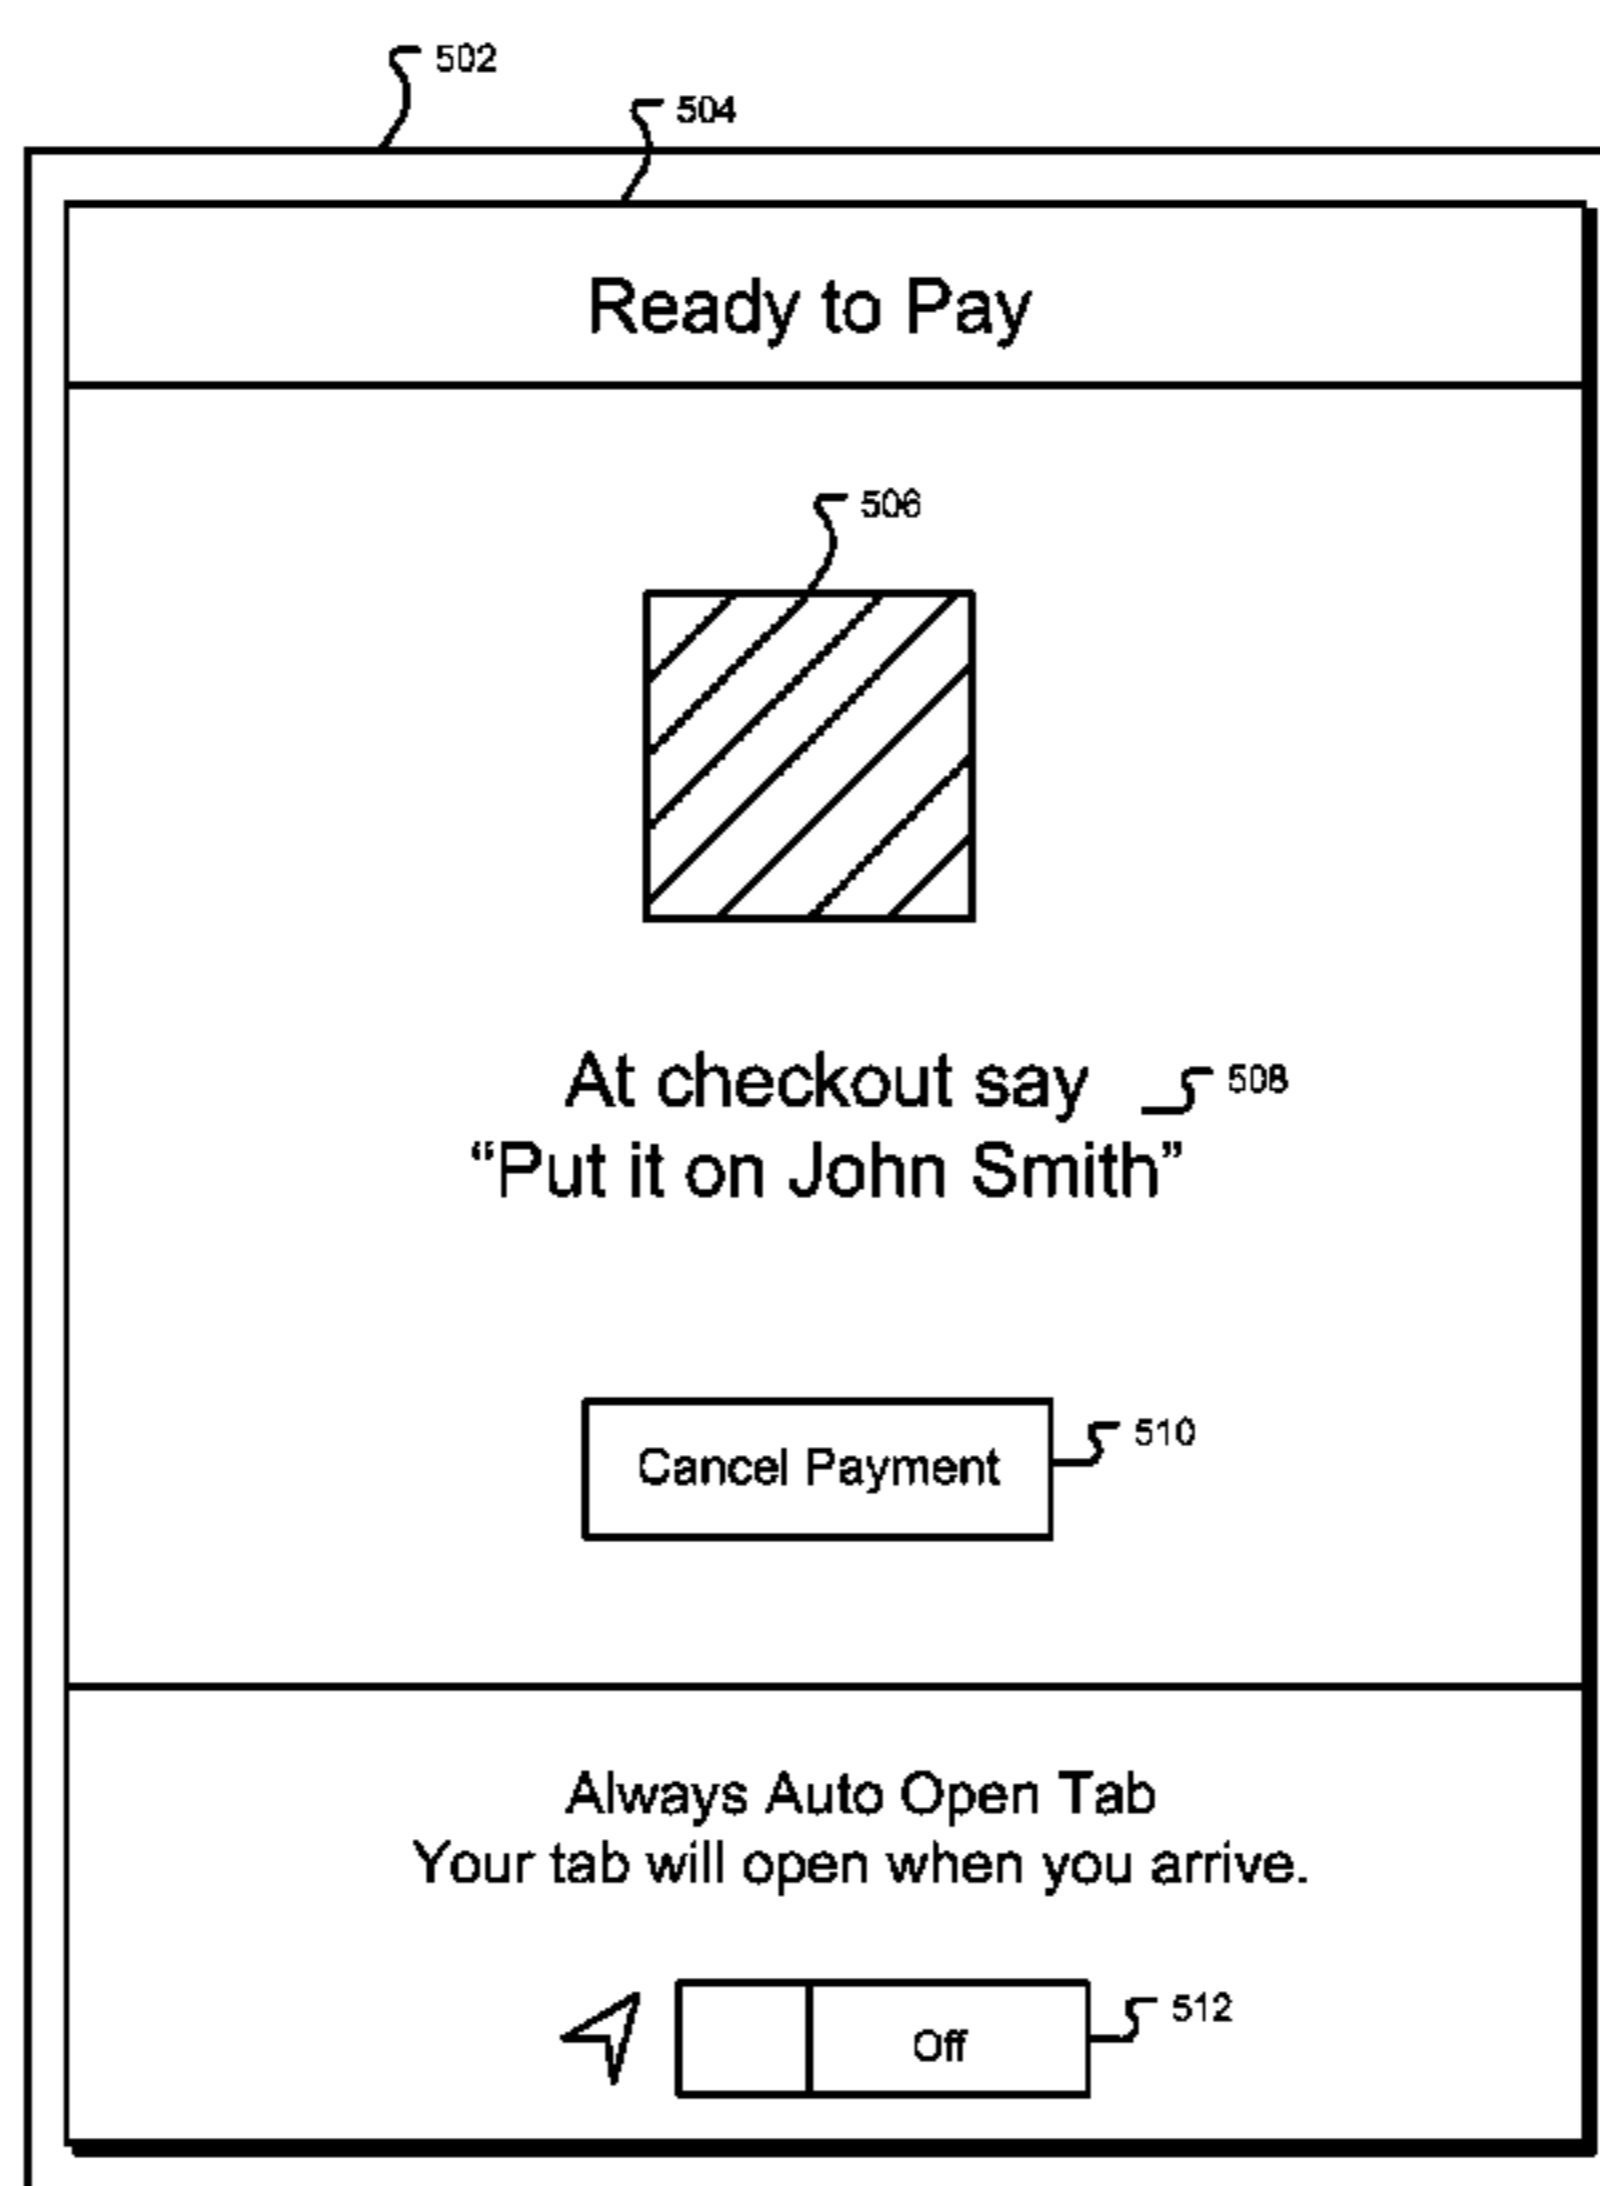 502
504
Ready to Pay
506
At checkout say
508
“Put it on John Smith”
Cancel Payment
510
Always Auto Open Tab
Your tab will open when you arrive.
Off
512